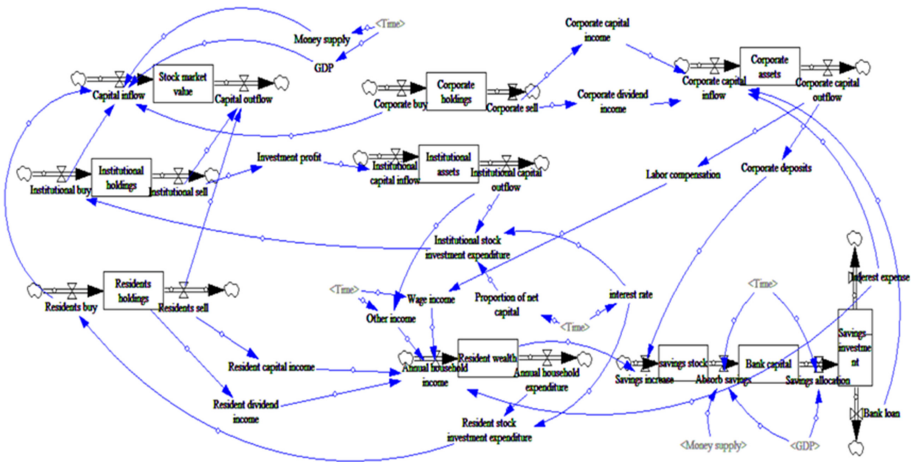 <Time>
Money supply
GDP
Capital inflow
Stock market
value
Capital outflow
Corporate capital
income
Corporate buy
Corporate
holdings
Corporate sell
Corporate dividend
income
Corporate capital
inflow
Corporate
assets
Corporate capital
outflow
Institutional buy
Institutional
holdings
Institutional sell
Investment profit
Institutional
capital inflow
Institutional
assets
Institutional capital
outflow
Labor compensation
Corporate deposits
Institutional stock
investment expenditure
Residents buy
Residents
holdings
Residents sell
<Time>
Wage income
Other income
Proportion of net
capital
<Time>
interest rate
<Time>
Interest expense
Resident capital income
Resident dividend
income
Annual household
income
Resident wealth
Annual household
expenditure
Resident stock
investment expenditure
Savings increase
savings stock
Absorb savings
Bank capital
Savings allocation
Savings-
investme
nt
Bank loan
<Money supply>
<GDP>